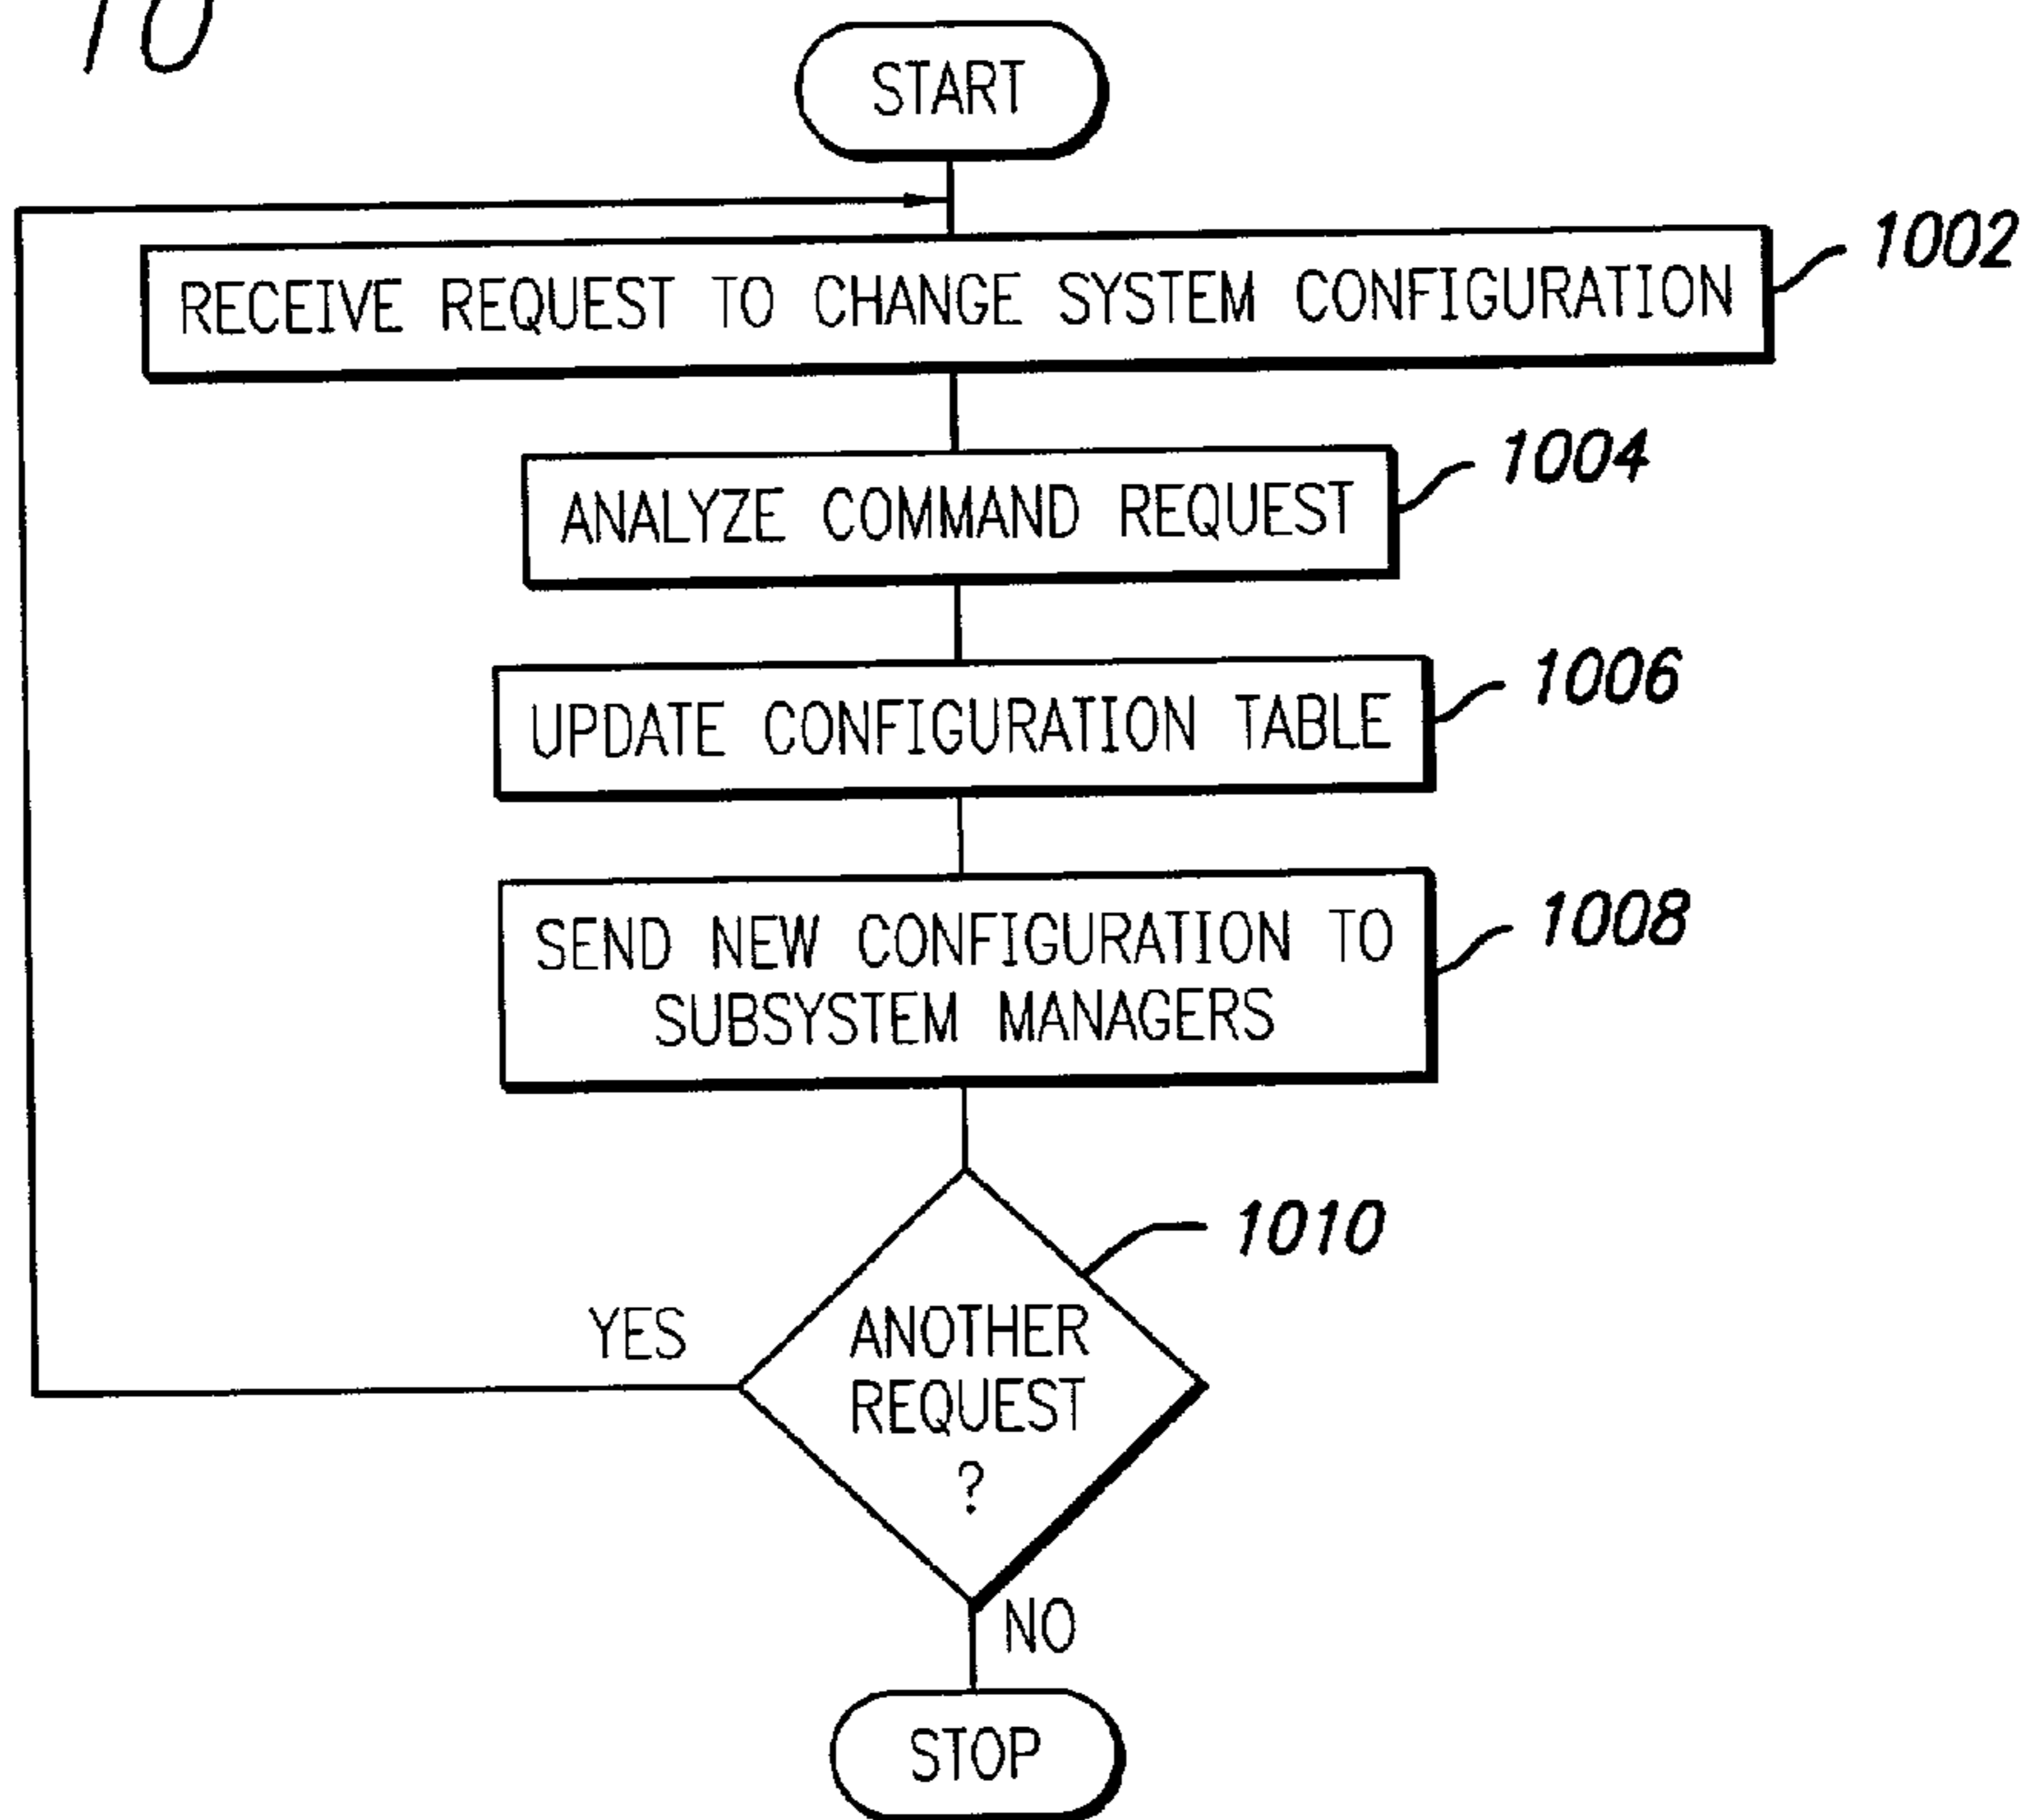 10
START
RECEIVE REQUEST TO CHANGE SYSTEM CONFIGURATION
1002
ANALYZE COMMAND REQUEST
1004
UPDATE CONFIGURATION TABLE
1006
SEND NEW CONFIGURATION TO
SUBSYSTEM MANAGERS
1008
1010
YES
ANOTHER
REQUEST
?
NO
STOP